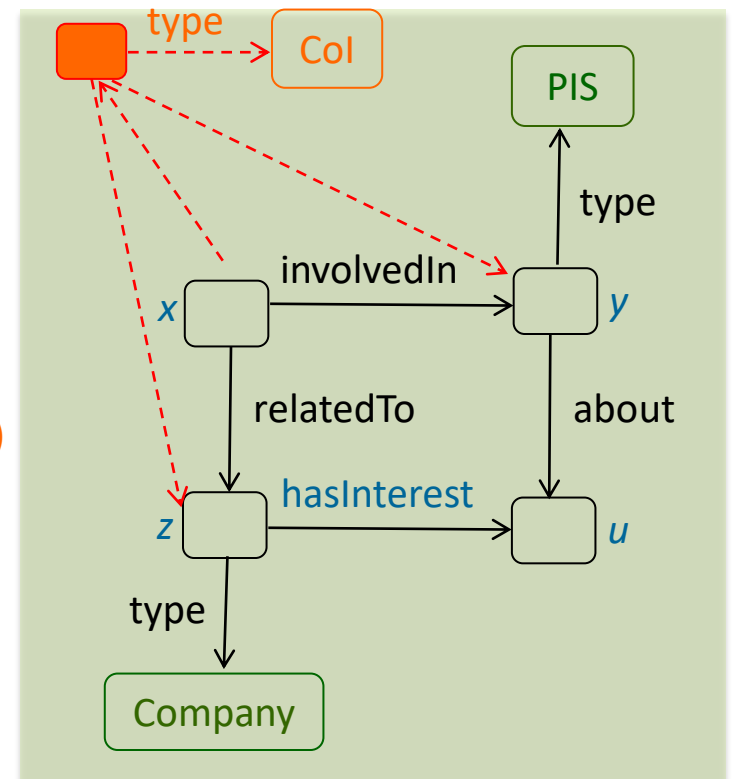 type
CoI
PIS
type
involvedIn
x
y
relatedTo
about
hasInterest
z
u
type
Company
)